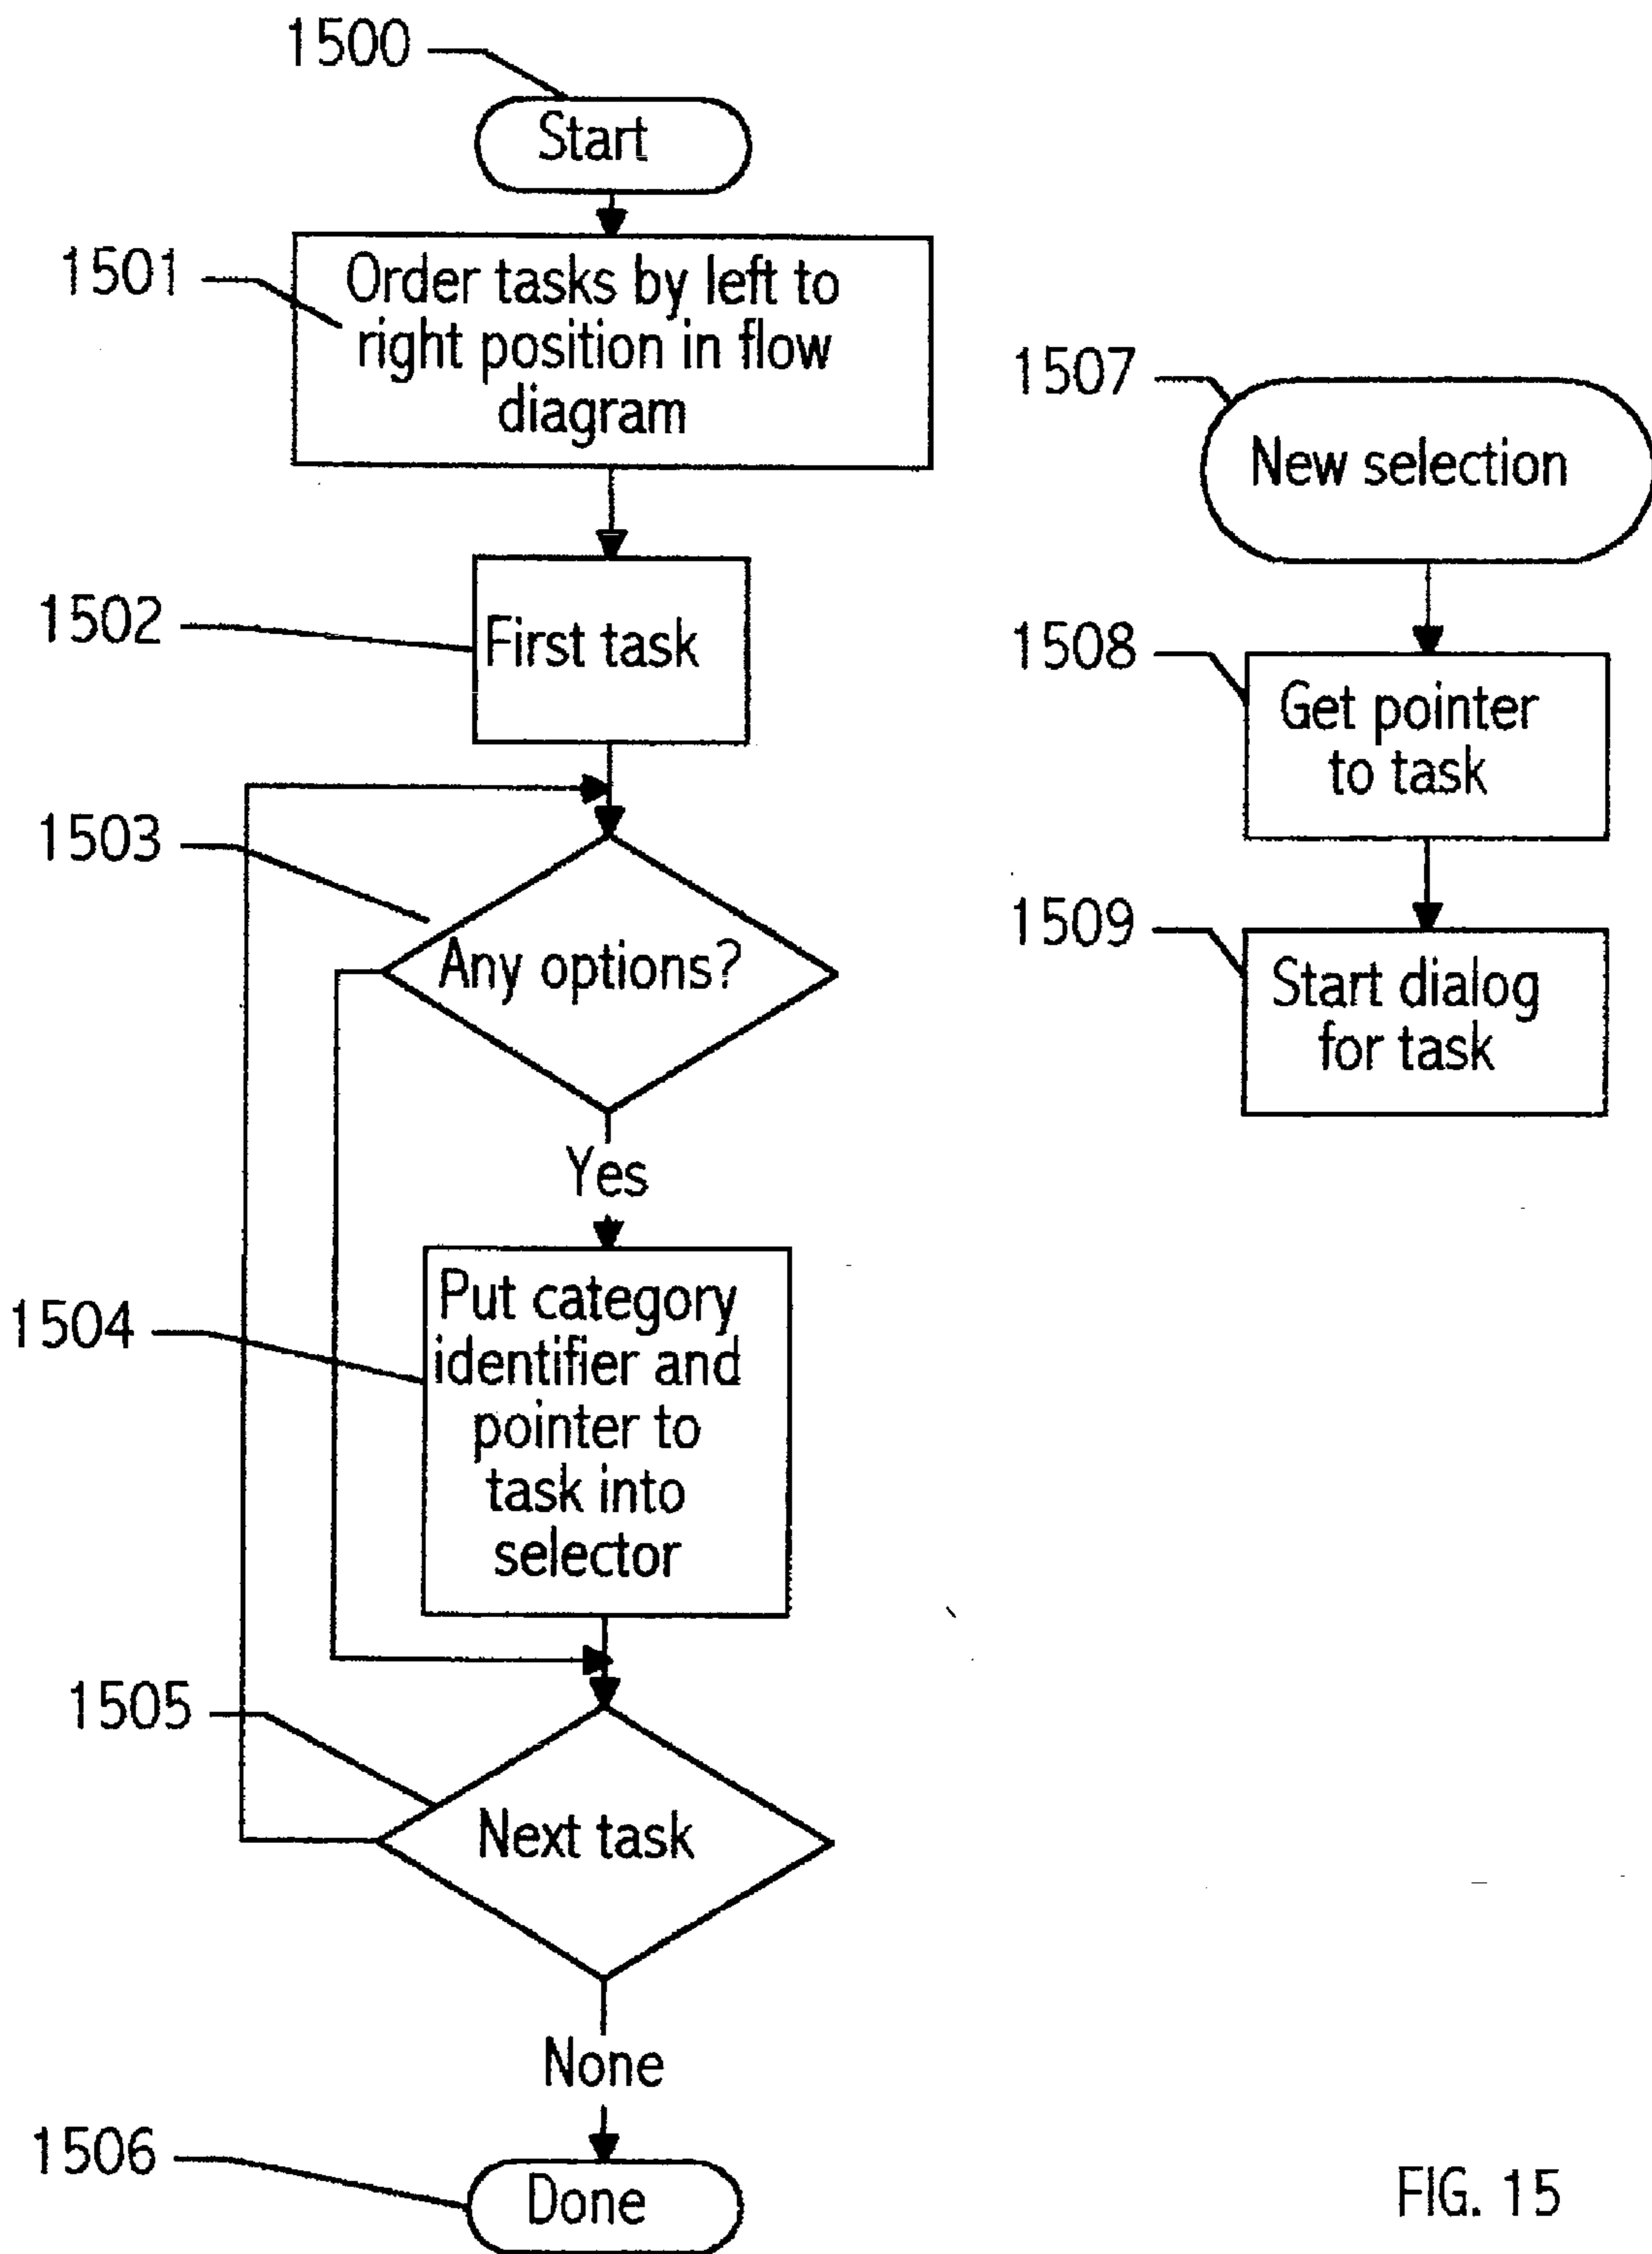 1500
Start
1501
Order tasks by left to
right position in flow
diagram
1502
First task
1503
Any options?
Yes
1504
Put category
identifier and
pointer to
task into
selector
1505
Next task
None
1506
Done
1507
New selection
1508
Get pointer
to task
1509
Start dialog
for task
FIG. 15